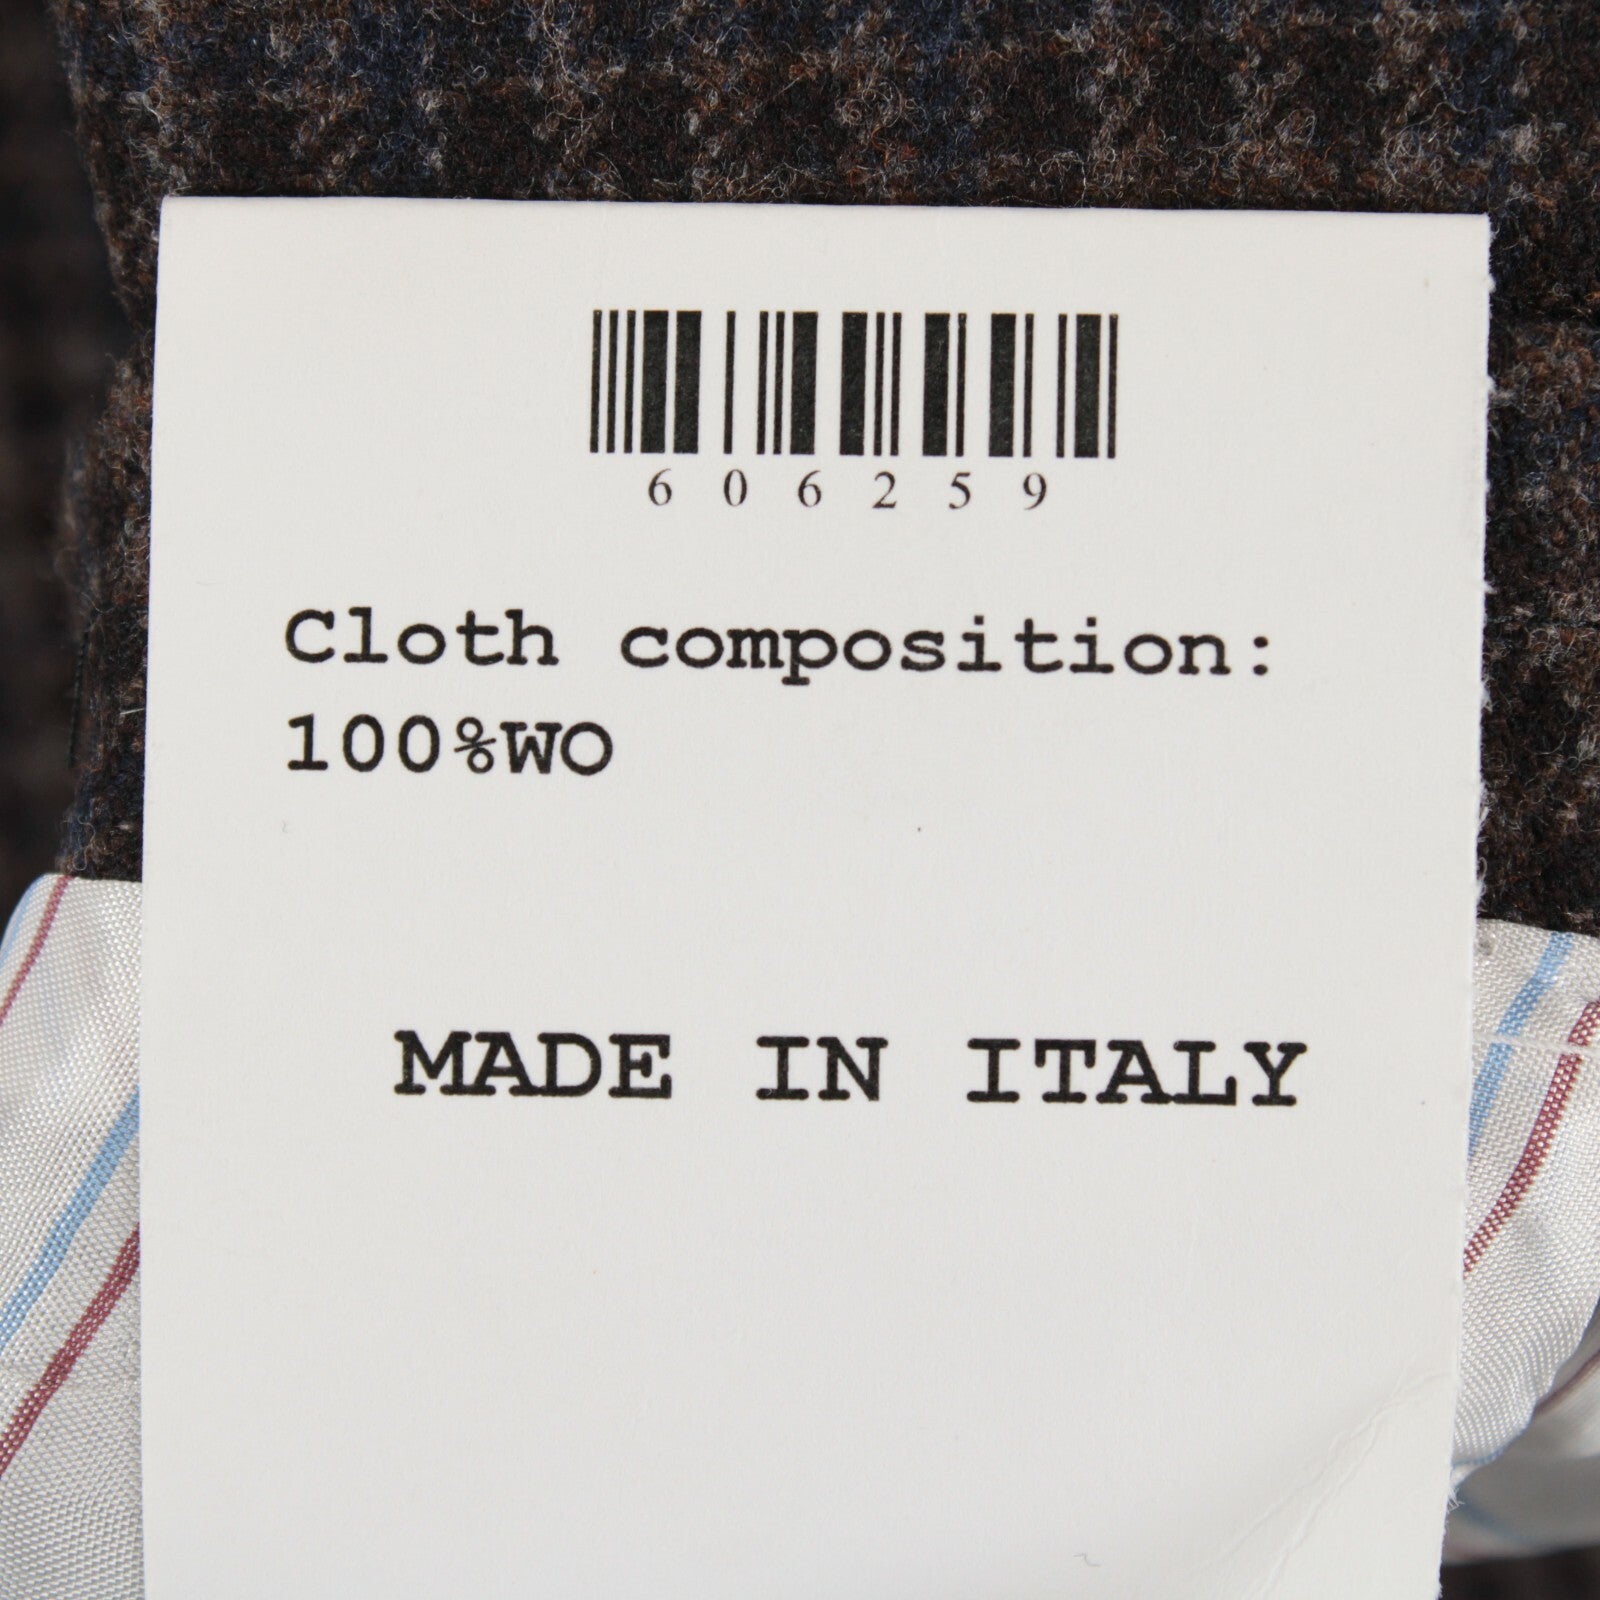 606259
Cloth composition:
100%WO
MADE IN ITALY